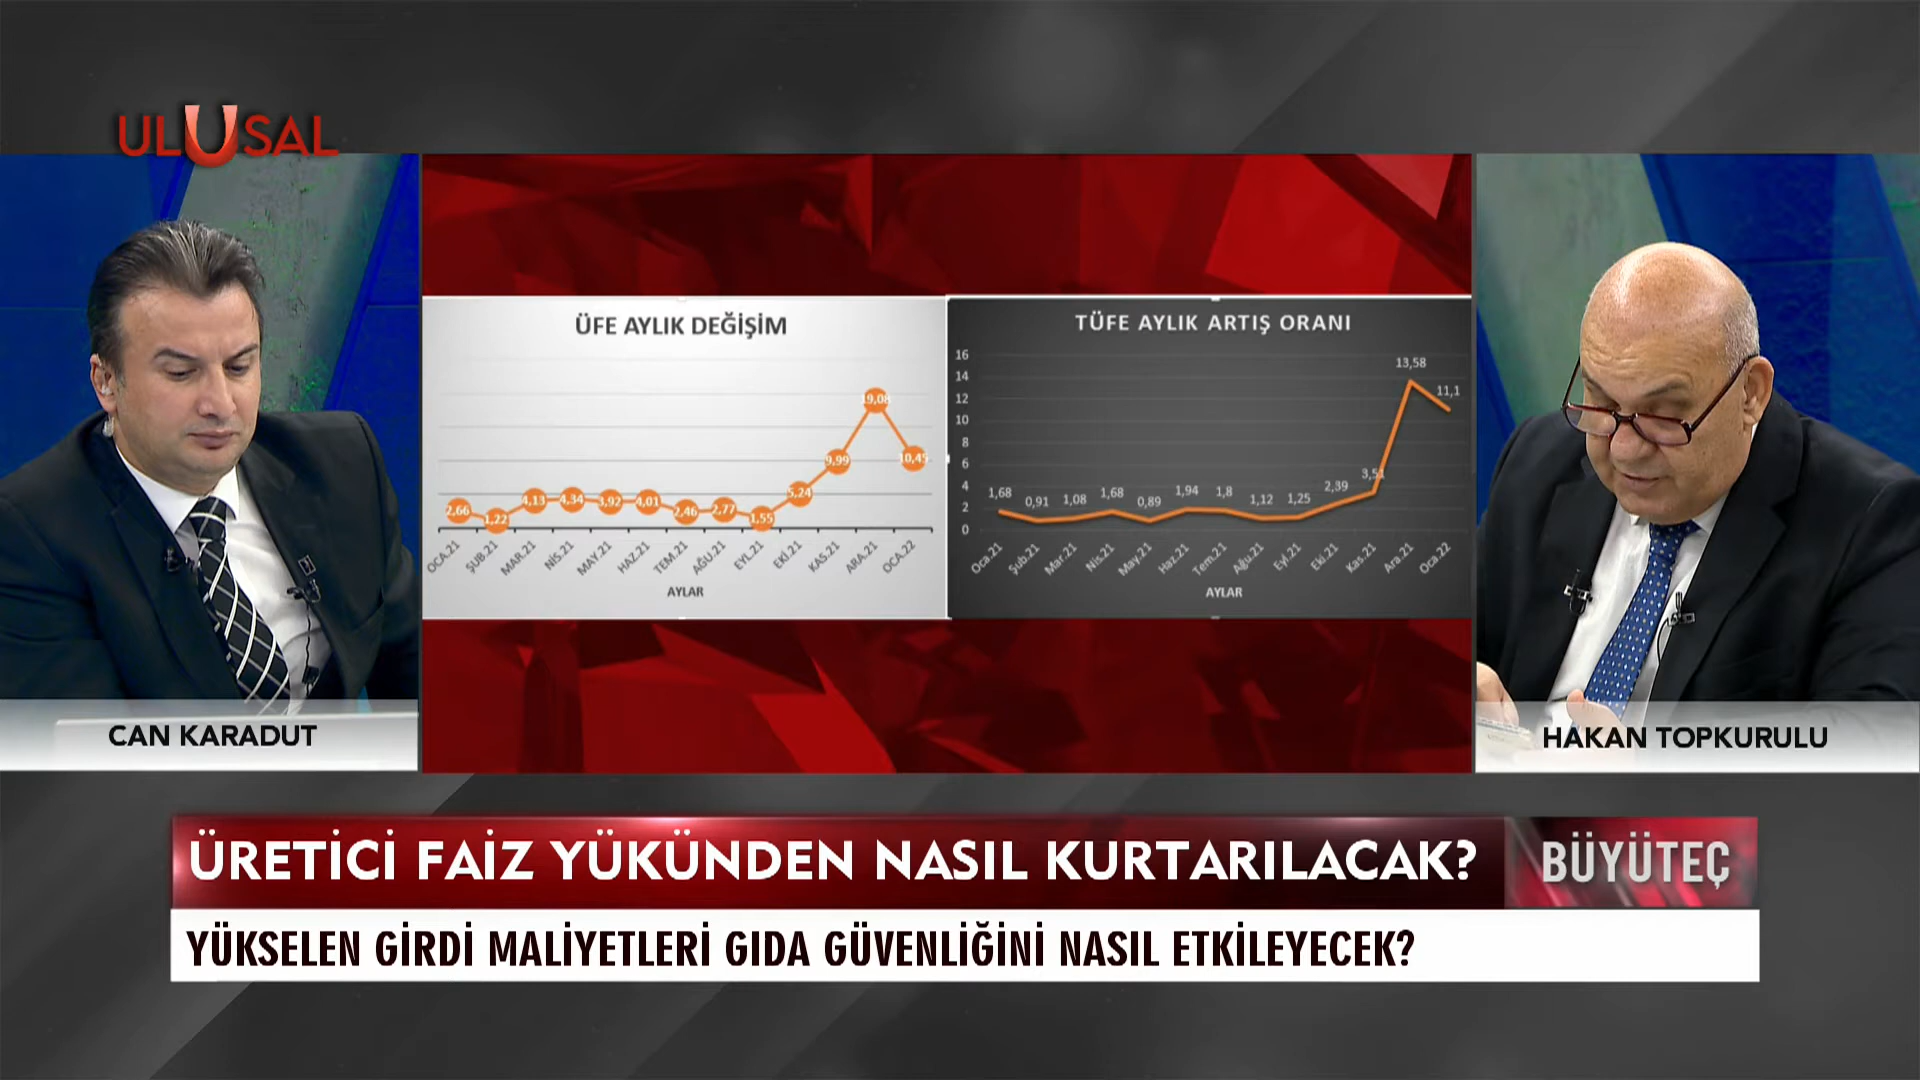 ULUSAL
ÜFE AYLIK DEĞİŞİM
2,66
1,22
4,13
4,34
3,92
4,01
2,46
2,77
1,55
5,24
9,99
19,08
10,45
OCA.21
ŞUB.21
MAR.21
NİS.21
MAY.21
HAZ.21
TEM.21
AĞU.21
EYL.21
EKİ.21
KAS.21
ARA.21
OCA.22
AYLAR
TÜFE AYLIK ARTIŞ ORANI
16
14
12
10
8
6
4
2
0
1,68
0,91
1,08
1,68
0,89
1,94
1,8
1,12
1,25
2,39
3,51
13,58
11,1
Oca.21
Şub.21
Mar.21
Nis.21
May.21
Haz.21
Tem.21
Ağu.21
Eyl.21
Eki.21
Kas.21
Ara.21
Oca.22
AYLAR
CAN KARADUT
HAKAN TOPKURULU
ÜRETİCİ FAİZ YÜKÜNDEN NASIL KURTARILACAK?
BÜYÜTEÇ
YÜKSELEN GİRDİ MALİYETLERİ GIDA GÜVENLİĞİNİ NASIL ETKİLEYECEK?